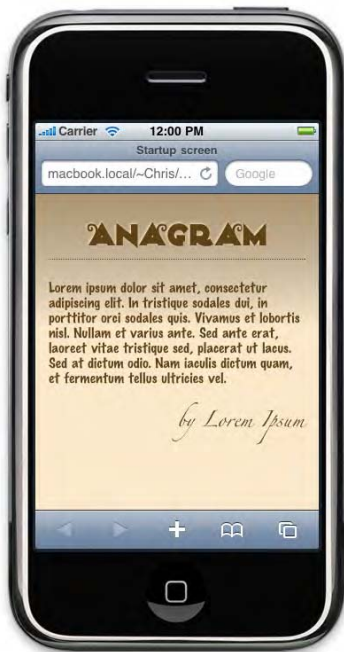 Carrier 12:00 PM
Startup screen
macbook.local/~Chris/... Google
ANAGRAM
Lorem ipsum dolor sit amet, consectetur
adipiscing elit. In tristique sodales dui, in
porttitor orci sodales quis. Vivamus et lobortis
nisl. Nullam et varius ante. Sed ante erat,
laoreet vitae tristique sed, placerat ut lacus.
Sed at dictum odio. Nam iaculis dictum quam,
et fermentum tellus ultricies vel.
by Lorem Ipsum